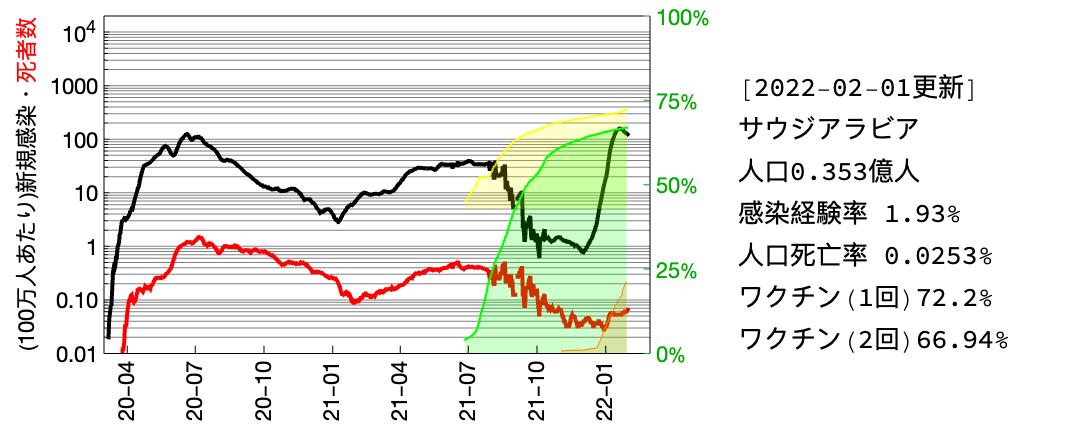 (100万人あたり)新規感染・死者数
10^4
1000
100
10
1
0.10
0.01
100%
75%
50%
25%
0%
20-04
20-07
20-10
21-01
21-04
21-07
21-10
22-01
[2022-02-01更新]
サウジアラビア
人口0.353億人
感染経験率 1.93%
人口死亡率 0.0253%
ワクチン(1回)72.2%
ワクチン(2回)66.94%